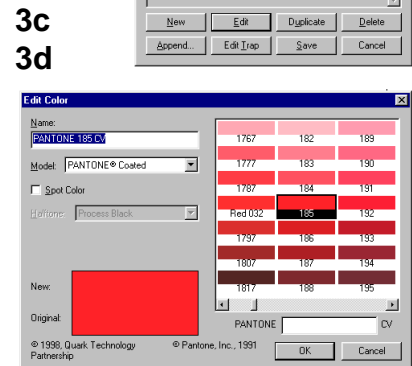 3c
3d
New Edit Duplicate Delete
Append... Edit Trap Save Cancel
Edit Color
Name:
PANTONE 185 CV
Model: PANTONE® Coated
Spot Color
Halftone: Process Black
1767 182 189
1777 183 190
1787 184 191
Red 032 185 192
1797 186 193
1807 187 194
1817 188 195
New:
Original:
PANTONE CV
© 1998, Quark Technology Partnership
© Pantone, Inc., 1991
OK Cancel